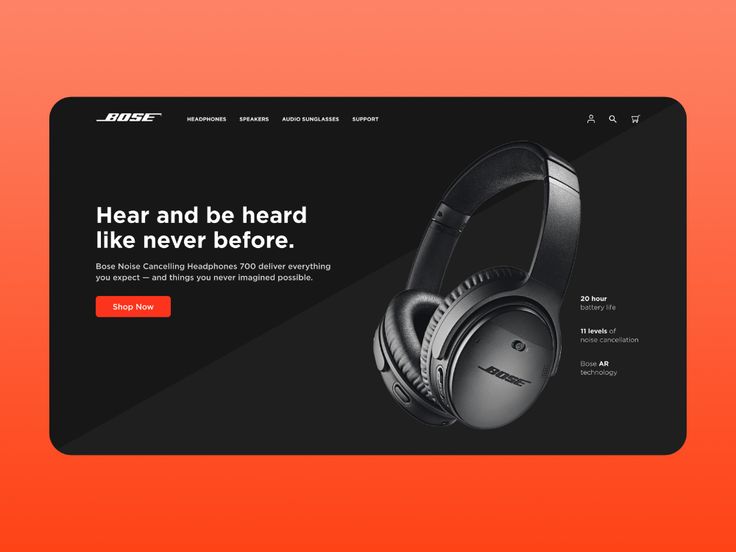 BOSE
HEADPHONES
SPEAKERS
AUDIO SUNGLASSES
SUPPORT
Hear and be heard
like never before.
Bose Noise Cancelling Headphones 700 deliver everything
you expect — and things you never imagined possible.
Shop Now
BOSE
20 hour
battery life
11 levels of
noise cancellation
Bose AR
technology